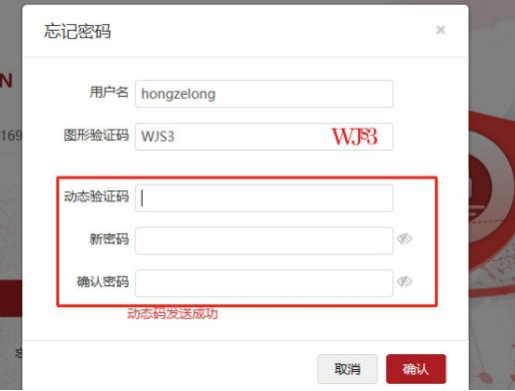 忘记密码 ×
N
用户名 hongzelong
169
图形验证码 WJS3 WJS3
动态验证码
新密码
确认密码
动态码发送成功
取消 确认